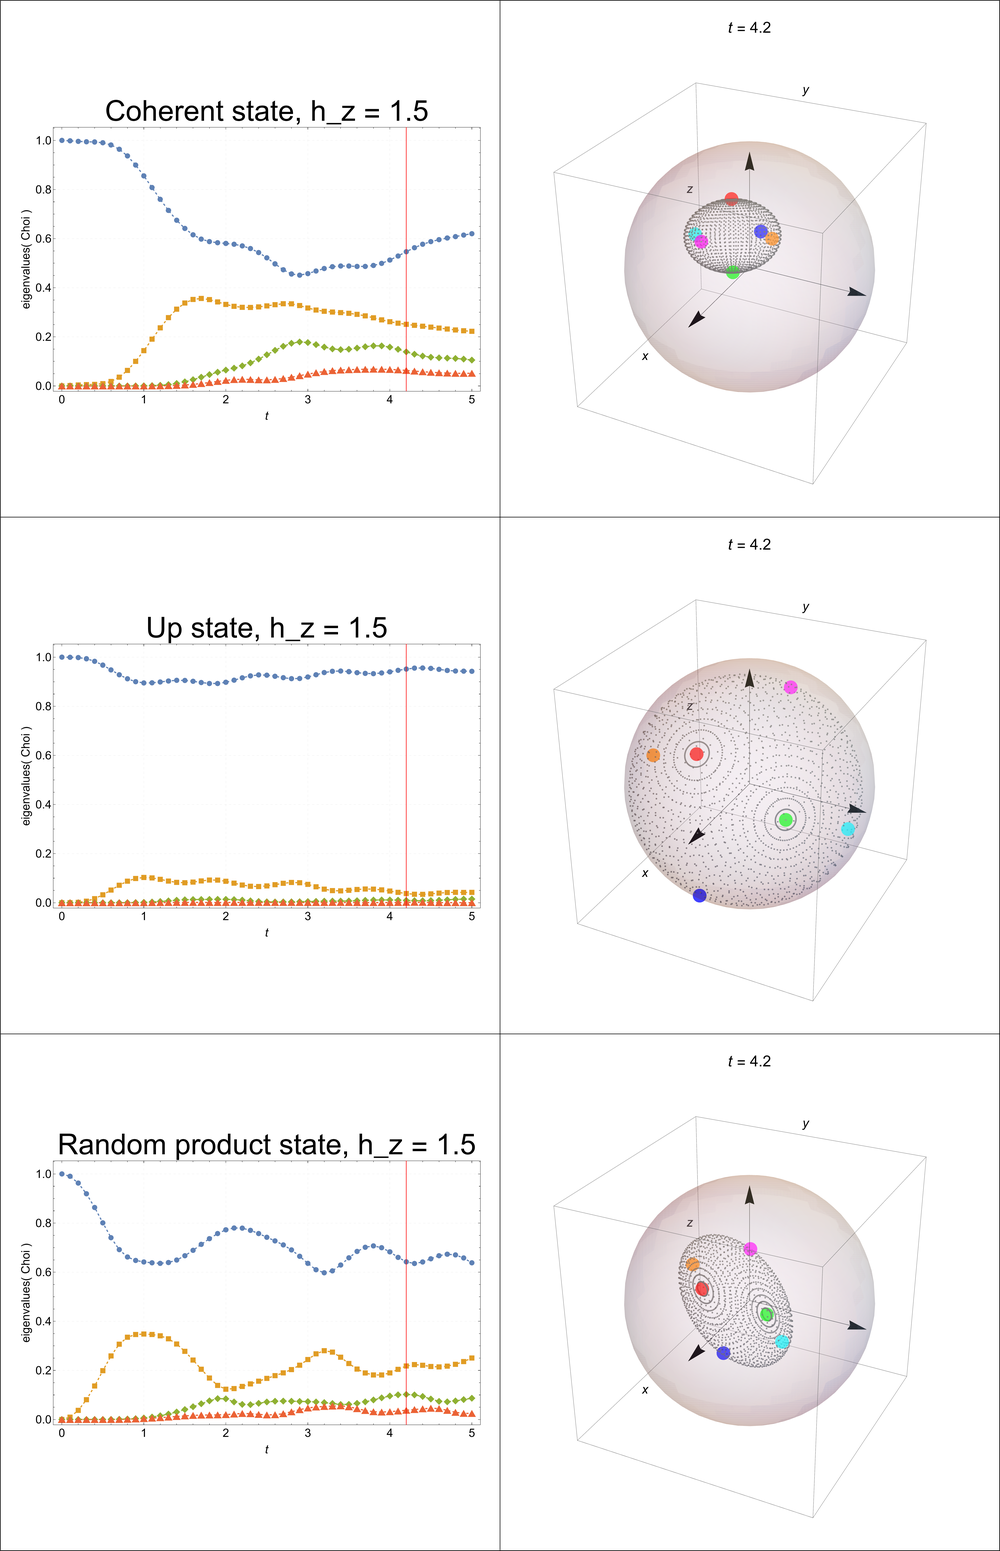 t = 4.2
Coherent state, h_z = 1.5
eigenvalues( Choi )
1.0
0.8
0.6
0.4
0.2
0.0
0 1 2 3 4 5
t
y
z
x
t = 4.2
Up state, h_z = 1.5
eigenvalues( Choi )
1.0
0.8
0.6
0.4
0.2
0.0
0 1 2 3 4 5
t
y
z
x
t = 4.2
Random product state, h_z = 1.5
eigenvalues( Choi )
1.0
0.8
0.6
0.4
0.2
0.0
0 1 2 3 4 5
t
y
z
x